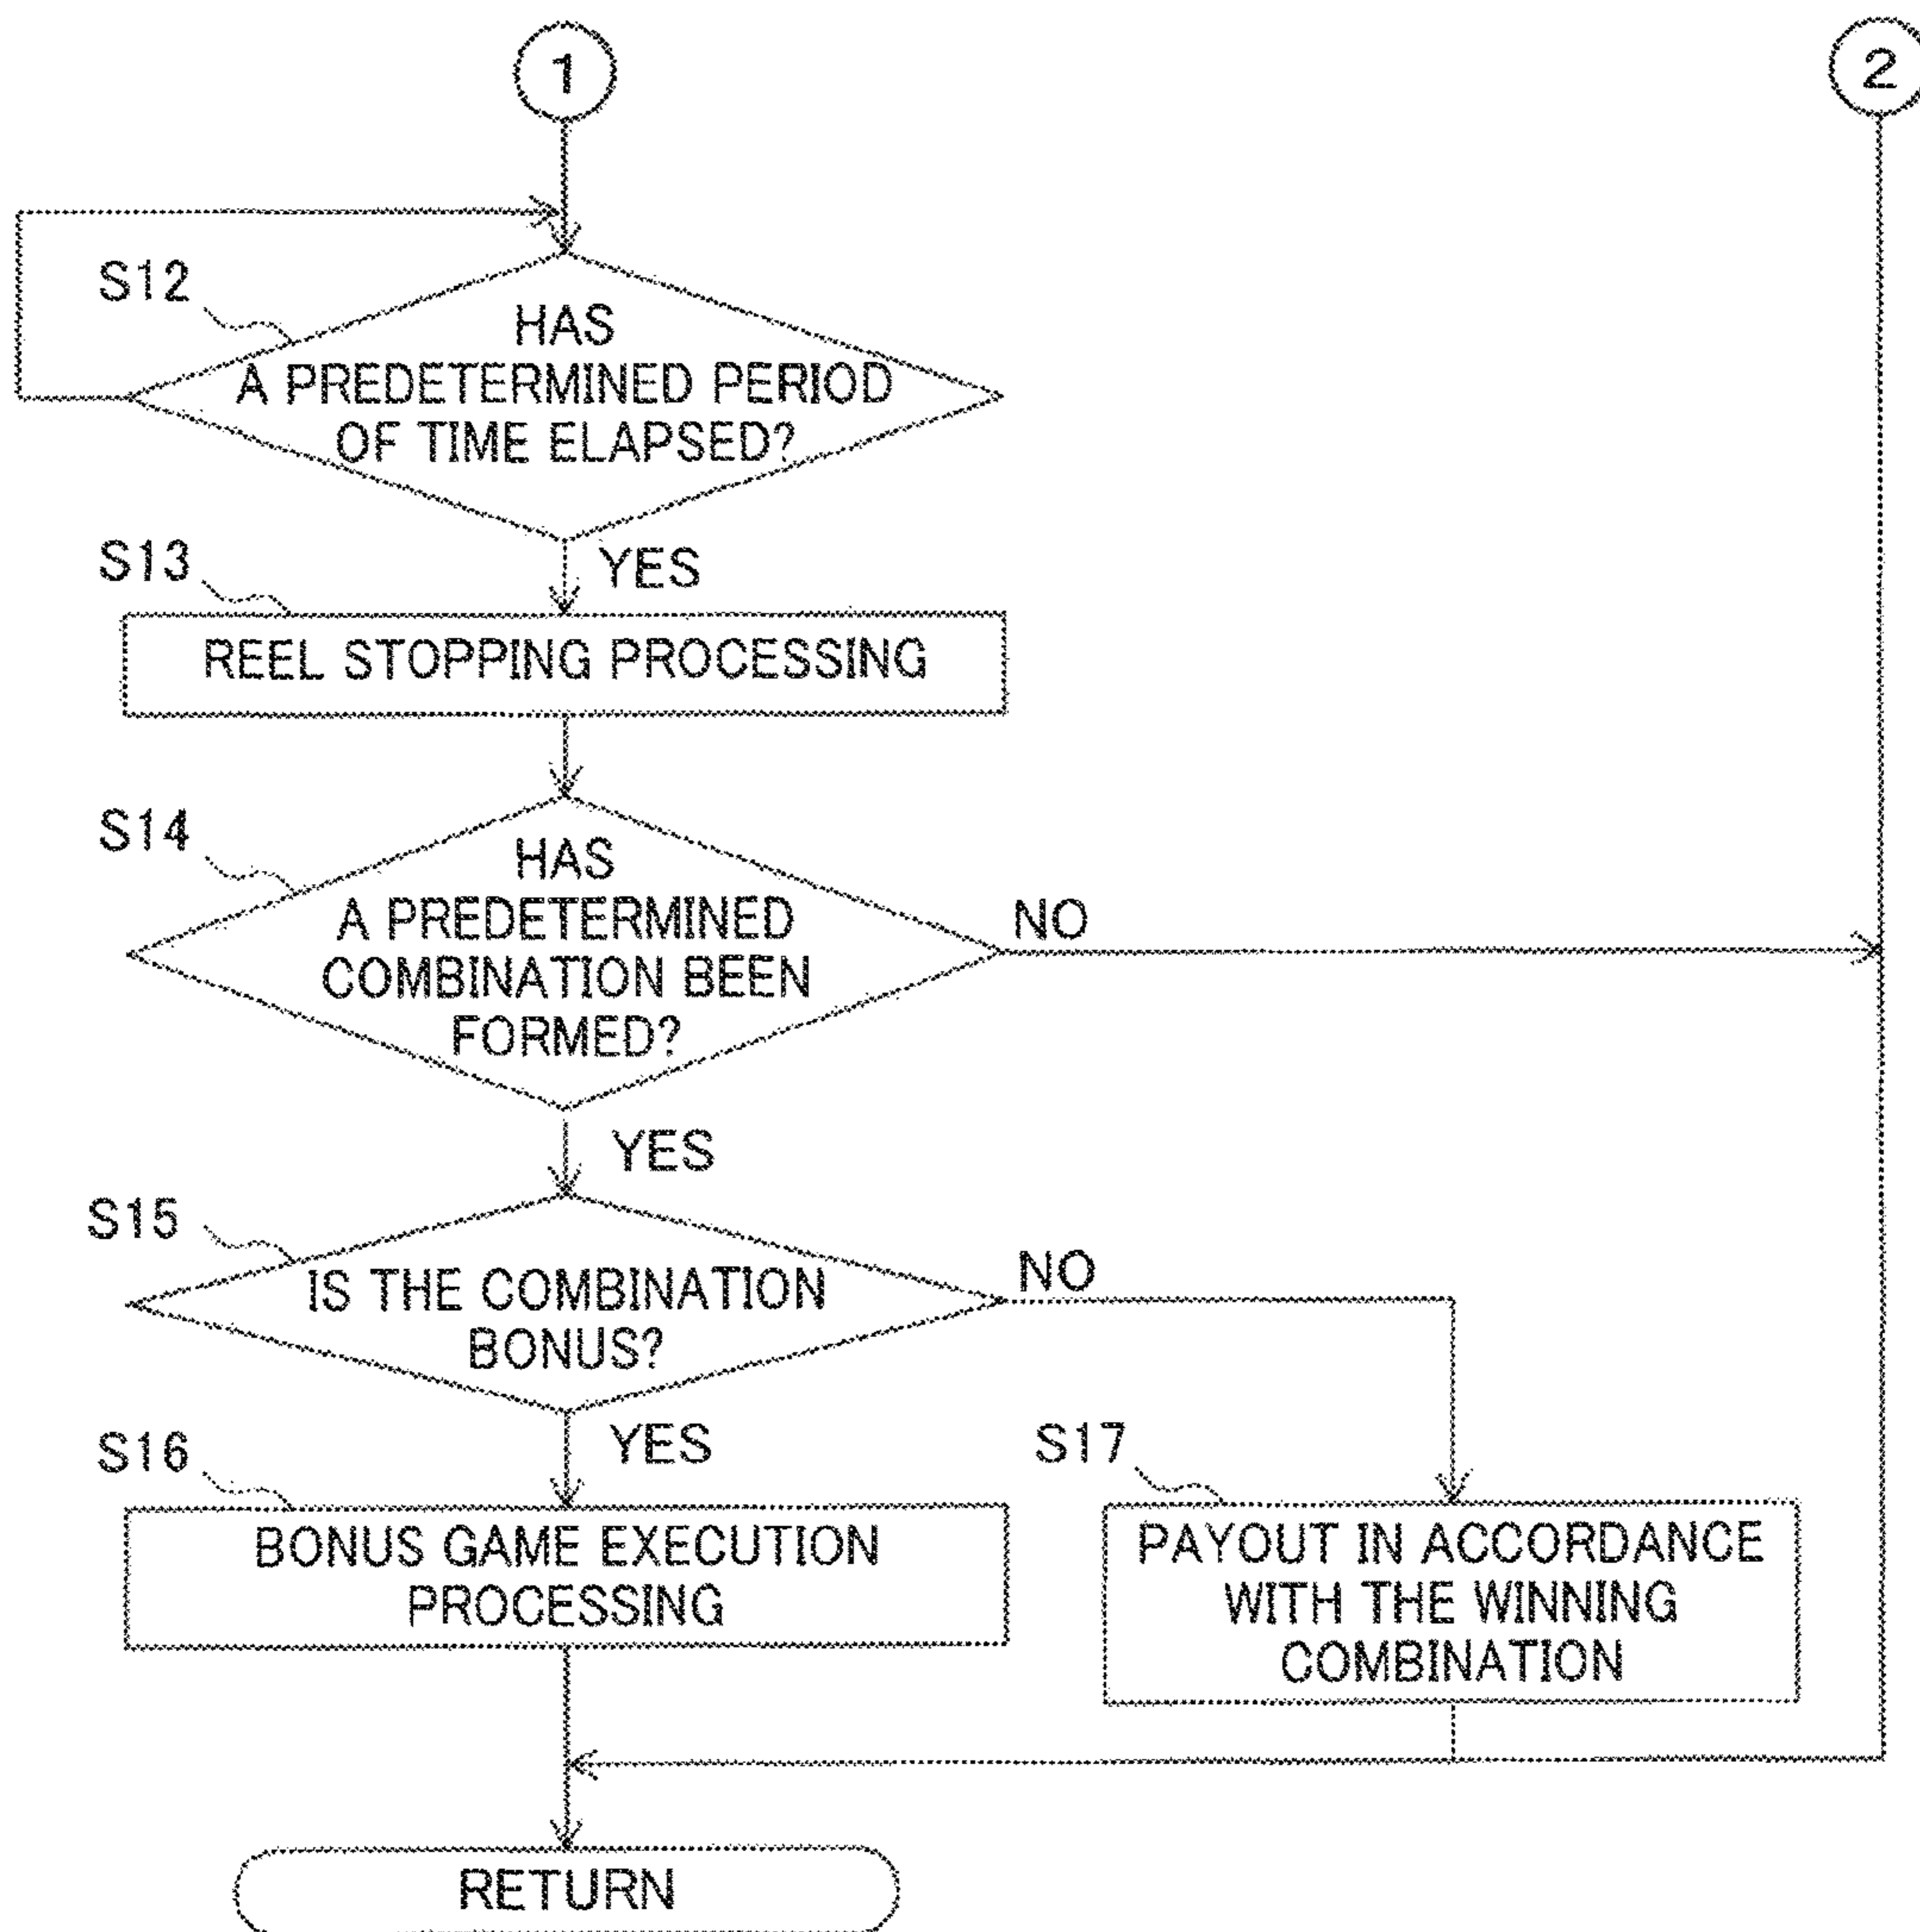 1
2
S12
HAS
A PREDETERMINED PERIOD
OF TIME ELAPSED?
S13
YES
REEL STOPPING PROCESSING
S14
HAS
A PREDETERMINED
COMBINATION BEEN
FORMED?
NO
YES
S15
IS THE COMBINATION
BONUS?
NO
YES
S16
BONUS GAME EXECUTION
PROCESSING
S17
PAYOUT IN ACCORDANCE
WITH THE WINNING
COMBINATION
RETURN